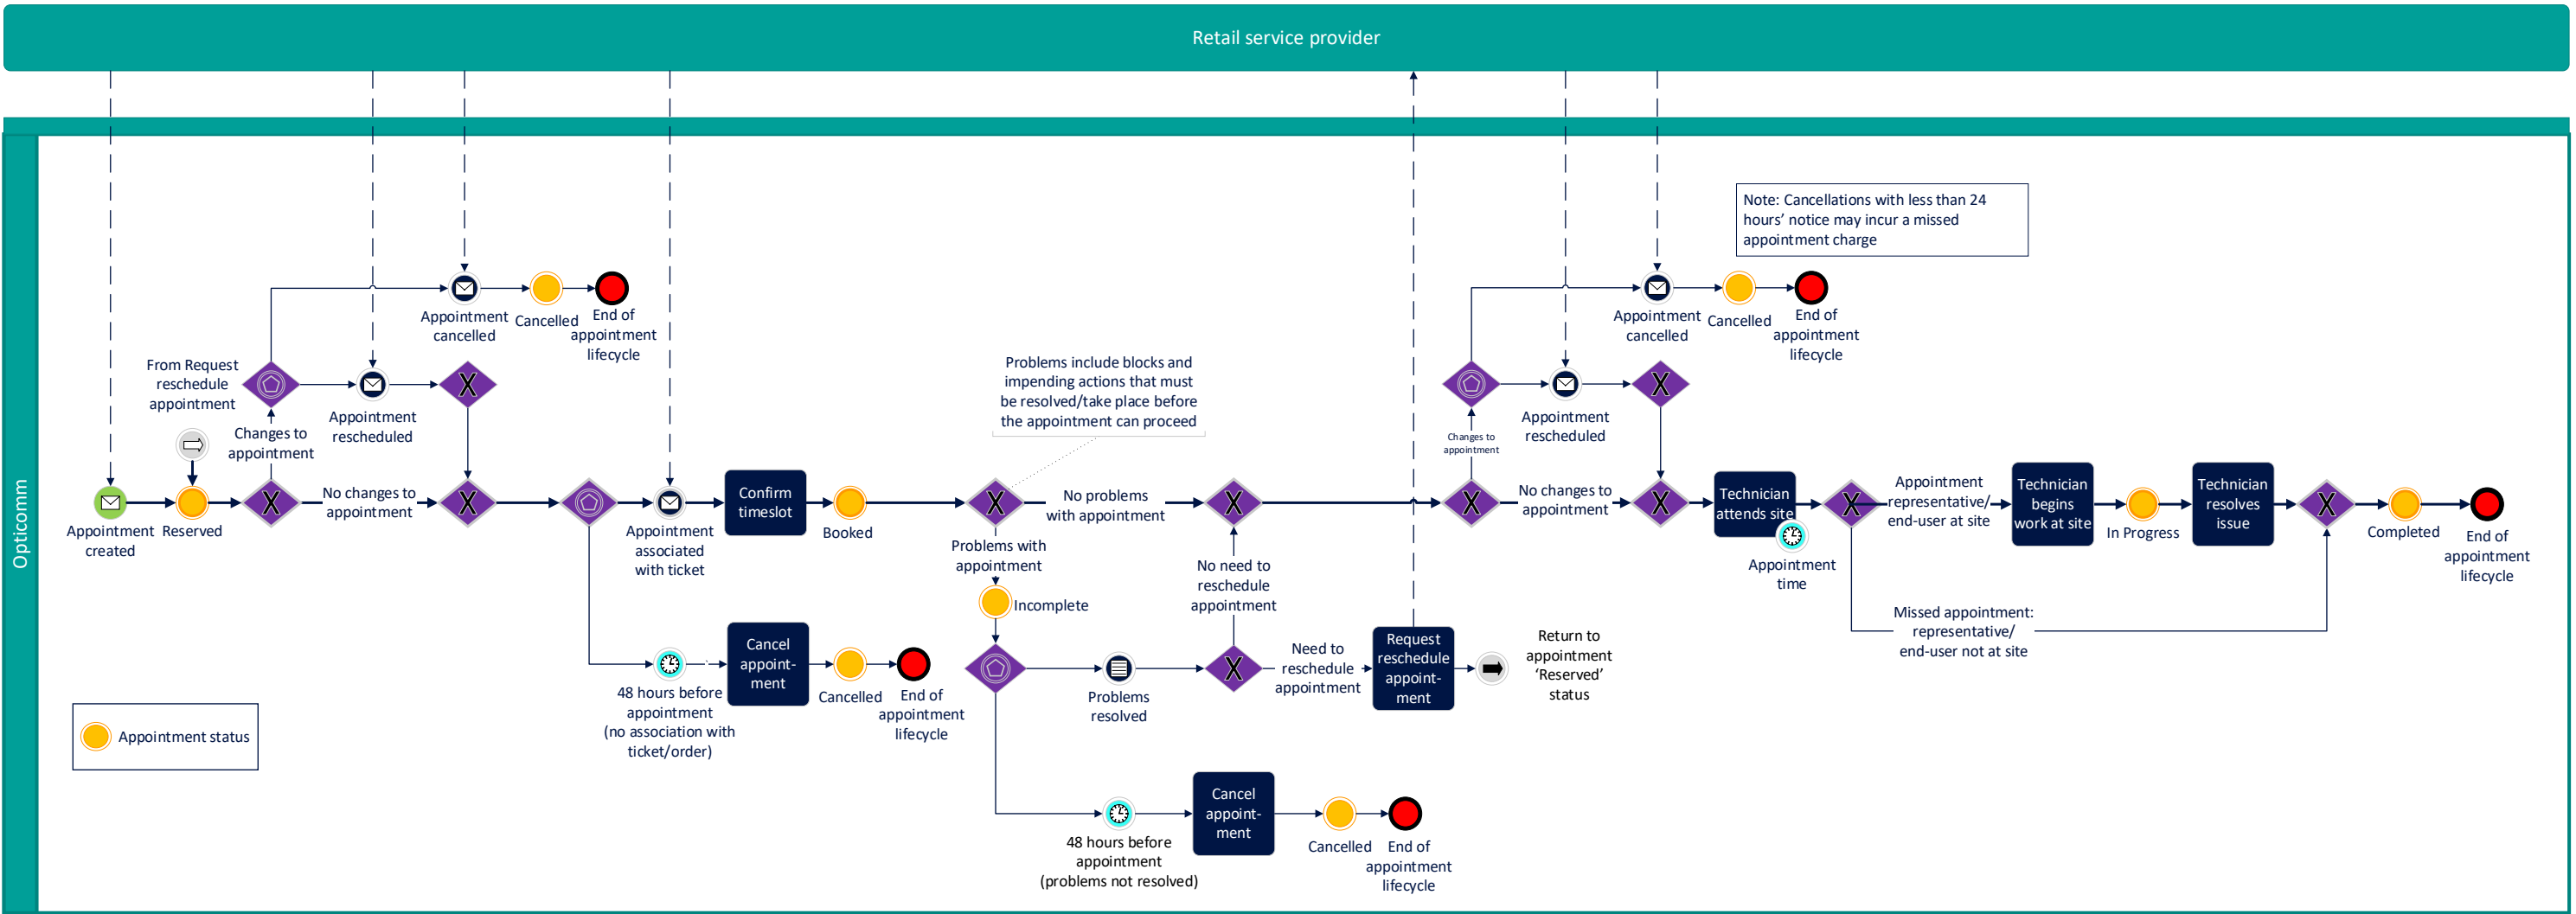 Retail service provider
Opticomm
Note: Cancellations with less than 24
hours’ notice may incur a missed
appointment charge
Appointment
cancelled
Cancelled
End of
appointment
lifecycle
From Request
reschedule
appointment
Appointment
rescheduled
Changes to
appointment
Appointment
created
Reserved
No changes to
appointment
Appointment
associated
with ticket
Confirm
timeslot
Booked
Problems include blocks and
impending actions that must
be resolved/take place before
the appointment can proceed
No problems
with appointment
Problems with
appointment
Incomplete
No need to
reschedule
appointment
Problems
resolved
Need to
reschedule
appointment
Request
reschedule
appoint-
ment
Return to
appointment
‘Reserved’
status
48 hours before
appointment
(no association with
ticket/order)
Cancel
appoint-
ment
Cancelled
End of
appointment
lifecycle
48 hours before
appointment
(problems not resolved)
Cancel
appoint-
ment
Cancelled
End of
appointment
lifecycle
Appointment
cancelled
Cancelled
End of
appointment
lifecycle
Appointment
rescheduled
Changes to
appointment
No changes to
appointment
Technician
attends site
Appointment
time
Appointment
representative/
end-user at site
Technician
begins
work at site
In Progress
Technician
resolves
issue
Completed
End of
appointment
lifecycle
Missed appointment:
representative/
end-user not at site
Appointment status